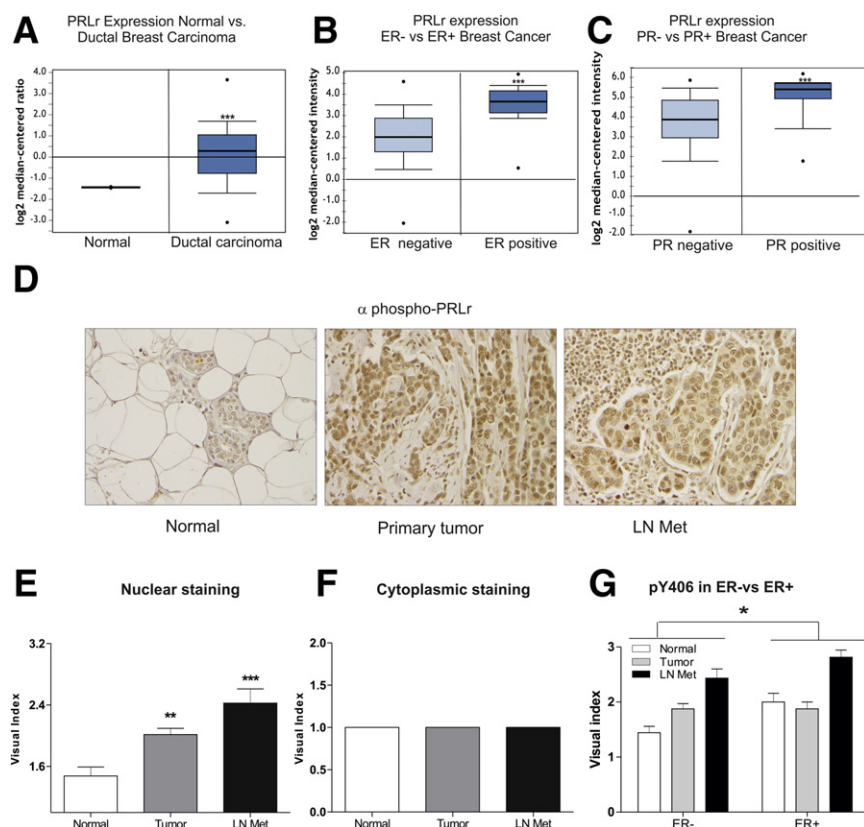 A
PRLr Expression Normal vs.
Ductal Breast Carcinoma
log2 median-centered ratio
4.0
3.0
2.0
1.0
0.0
-1.0
-2.0
-3.0
***
Normal
Ductal carcinoma
B
PRLr expression
ER- vs ER+ Breast Cancer
log2 median-centered intensity
5.0
4.0
3.0
2.0
1.0
0.0
-1.0
-2.0
***
ER negative
ER positive
C
PRLr expression
PR- vs PR+ Breast Cancer
log2 median-centered intensity
6.0
5.0
4.0
3.0
2.0
1.0
0.0
-1.0
-2.0
***
PR negative
PR positive
D
α phospho-PRLr
Normal
Primary tumor
LN Met
E
Nuclear staining
Visual Index
3.2
2.4
1.6
**
***
Normal
Tumor
LN Met
F
Cytoplasmic staining
Visual Index
2.0
1.5
1.0
0.5
0.0
Normal
Tumor
LN Met
G
pY406 in ER-vs ER+
*
Visual index
3
2
1
0
Normal
Tumor
LN Met
ER-
ER+